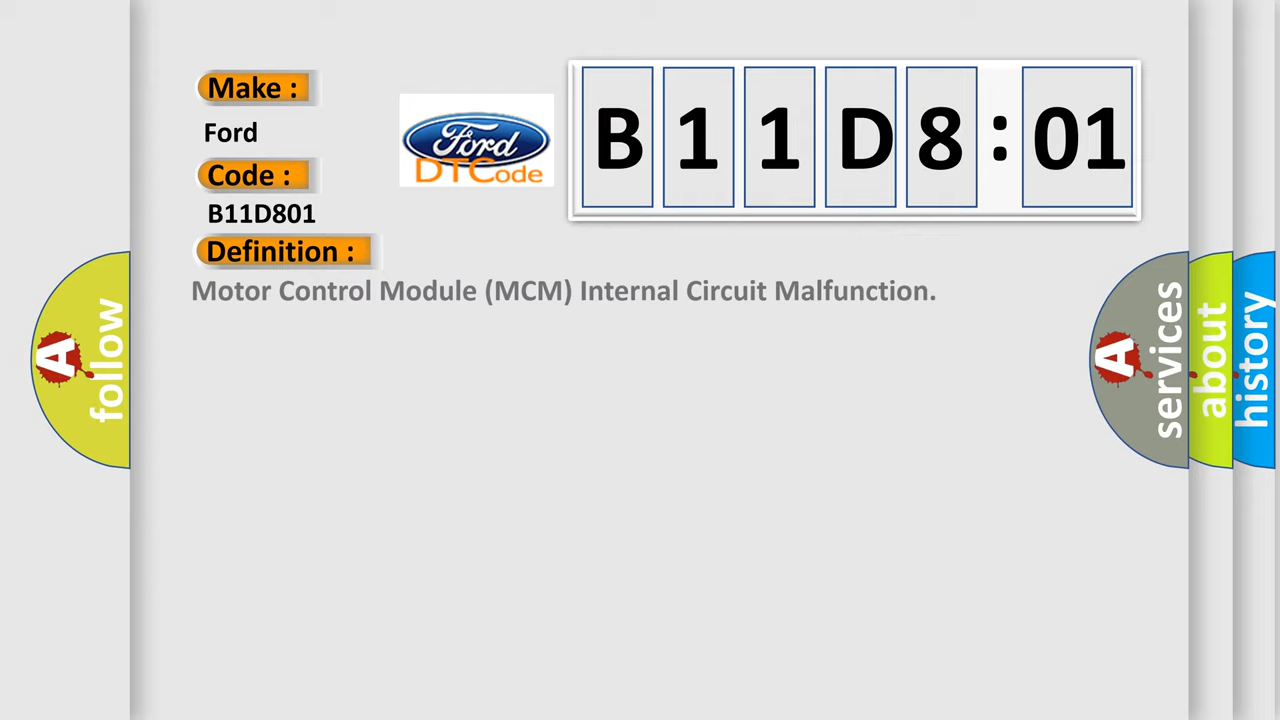 Make :
Ford
Code :
B11D801
Definition :
Motor Control Module (MCM) Internal Circuit Malfunction.
Ford
DTCode
B 1 1 D 8 : 01
A follow
A services
about
history